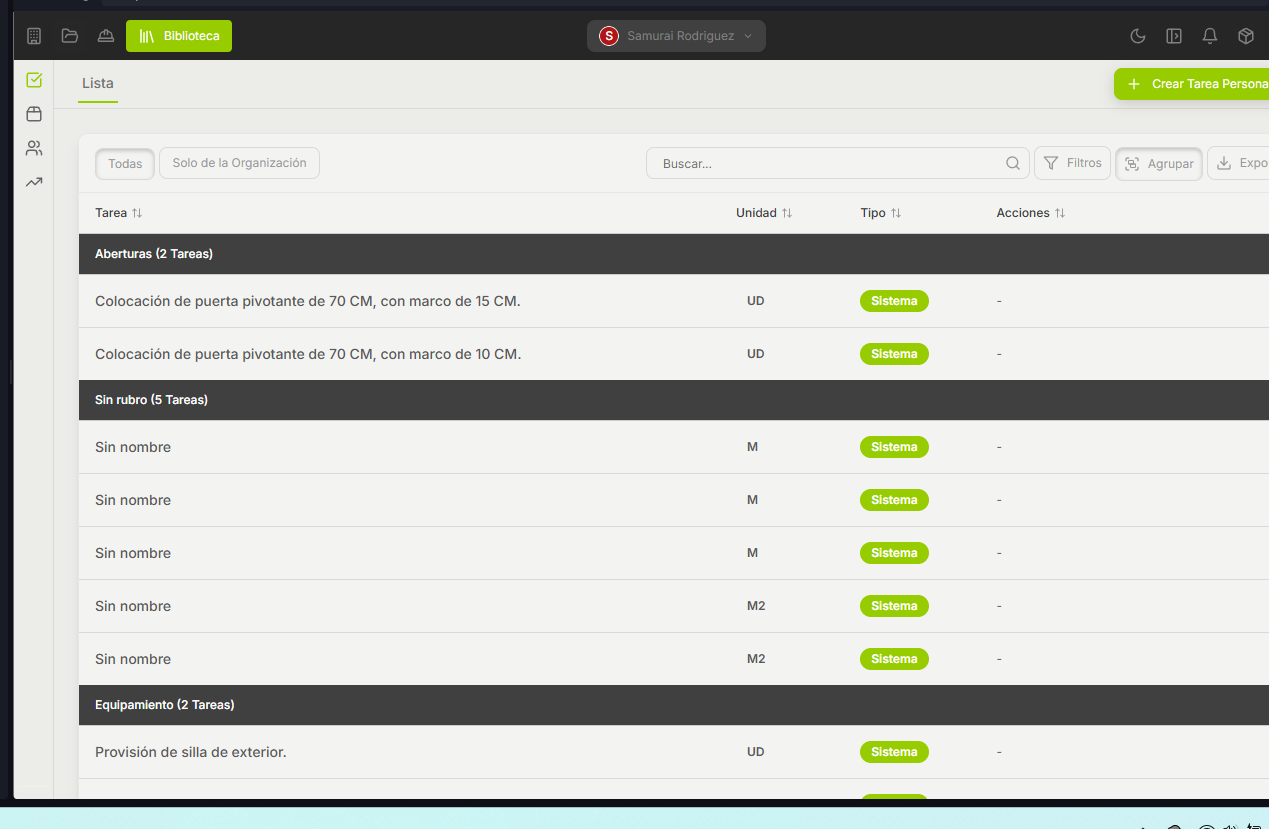 Biblioteca
S Samurai Rodriguez
Lista
Crear Tarea Persona
Todas
Solo de la Organización
Buscar...
Filtros
Agrupar
Expo
Tarea Unidad Tipo Acciones
Aberturas (2 Tareas)
Colocación de puerta pivotante de 70 CM, con marco de 15 CM. UD Sistema -
Colocación de puerta pivotante de 70 CM, con marco de 10 CM. UD Sistema -
Sin rubro (5 Tareas)
Sin nombre M Sistema -
Sin nombre M Sistema -
Sin nombre M Sistema -
Sin nombre M2 Sistema -
Sin nombre M2 Sistema -
Equipamiento (2 Tareas)
Provisión de silla de exterior. UD Sistema -